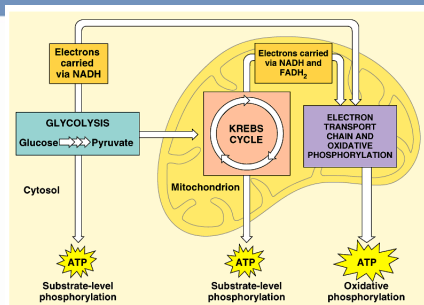 Electrons
carried
via NADH
Electrons carried
via NADH and
FADH₂
GLYCOLYSIS
Glucose Pyruvate
KREBS
CYCLE
ELECTRON
TRANSPORT
CHAIN AND
OXIDATIVE
PHOSPHORYLATION
Cytosol
Mitochondrion
ATP
ATP
ATP
Substrate-level
phosphorylation
Substrate-level
phosphorylation
Oxidative
phosphorylation